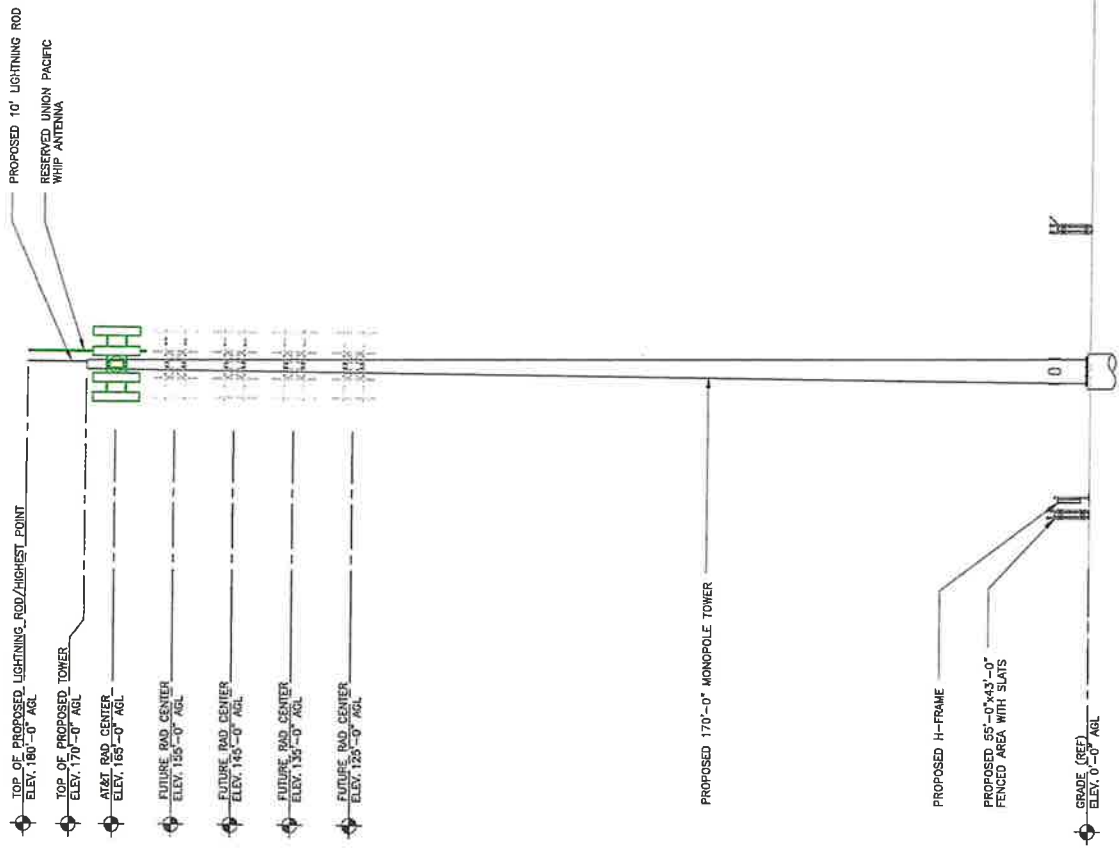 PROPOSED 10' LIGHTNING ROD
RESERVED UNION PACIFIC
WHIP ANTENNA
TOP OF PROPOSED LIGHTNING ROD/HIGHEST POINT
ELEV. 180'-0" AGL
TOP OF PROPOSED TOWER
ELEV. 170'-0" AGL
AT&T RAD CENTER
ELEV. 165'-0" AGL
FUTURE RAD CENTER
ELEV. 155'-0" AGL
FUTURE RAD CENTER
ELEV. 145'-0" AGL
FUTURE RAD CENTER
ELEV. 135'-0" AGL
FUTURE RAD CENTER
ELEV. 125'-0" AGL
PROPOSED 170'-0" MONOPOLE TOWER
PROPOSED H-FRAME
PROPOSED 55'-0"x43'-0"
FENCED AREA WITH SLATS
GRADE (REF)
ELEV. 0'-0" AGL